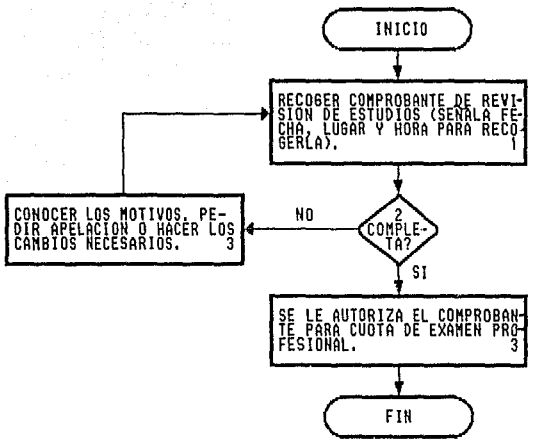 INICIO
RECOGER COMPROBANTE DE REVI-
SION DE ESTUDIOS (SEÑALA FE-
CHA, LUGAR Y HORA PARA RECO-
GERLA). 1
2
COMPLE-
TA?
NO
CONOCER LOS MOTIVOS, PE-
DIR APELACION O HACER LOS
CAMBIOS NECESARIOS. 3
SI
SE LE AUTORIZA EL COMPROBAN-
TE PARA CUOTA DE EXAMEN PRO-
FESIONAL. 3
FIN